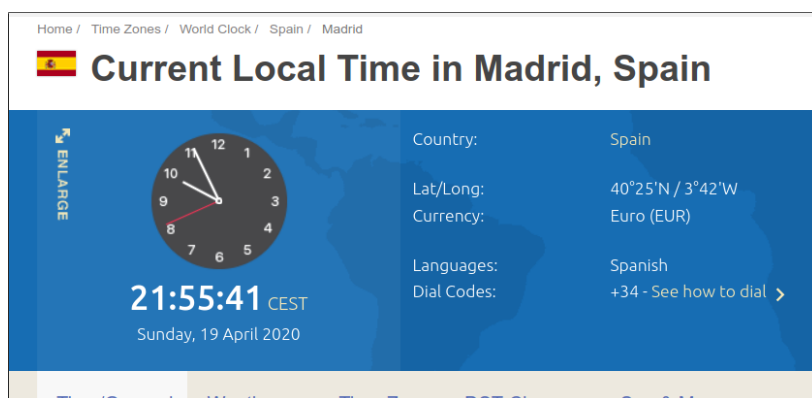 Home / Time Zones / World Clock / Spain / Madrid
Current Local Time in Madrid, Spain
ENLARGE
12
1
2
3
4
5
6
7
8
9
10
11
21:55:41 CEST
Sunday, 19 April 2020
Country: Spain
Lat/Long: 40°25'N / 3°42'W
Currency: Euro (EUR)
Languages: Spanish
Dial Codes: +34 - See how to dial